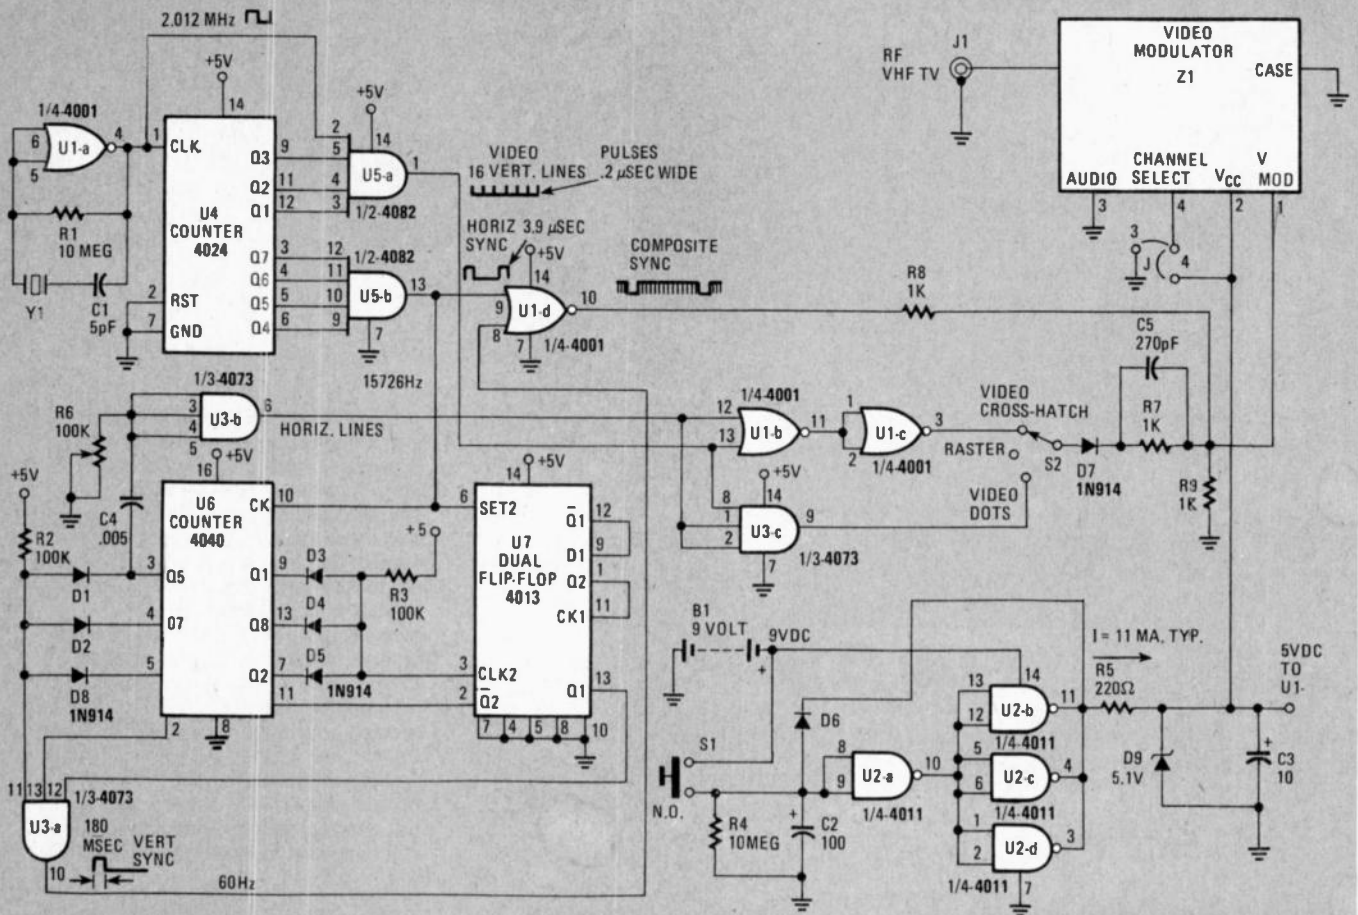 2.012 MHz
+5V
14
1/4-4001
6
5
U1-a
4
1
CLK
U4
COUNTER
4024
Q3
Q2
Q1
Q7
Q6
Q5
Q4
9
11
12
3
4
5
6
2
RST
7
GND
R1
10 MEG
Y1
C1
5pF
+5V
14
2
5
4
3
U5-a
1
1/2-4082
1/2-4082
12
11
10
9
U5-b
13
7
15726Hz
VIDEO
16 VERT. LINES
PULSES
.2 µSEC WIDE
HORIZ 3.9 µSEC
SYNC
+5V
14
9
8
U1-d
10
7
1/4-4001
COMPOSITE
SYNC
RF
VHF TV
J1
VIDEO
MODULATOR
Z1
CASE
AUDIO
CHANNEL
SELECT
VCC
V
MOD
3
4
2
1
3
J
4
R8
1K
C5
270pF
R7
1K
R9
1K
D7
1N914
1/3-4073
3
4
5
U3-b
6
HORIZ. LINES
R6
100K
C4
.005
+5V
R2
100K
D1
D2
D8
1N914
+5V
16
U6
COUNTER
4040
CK
10
3
Q5
4
Q7
5
Q1
9
Q8
13
Q2
7
11
2
8
D3
D4
D5
1N914
+5
R3
100K
+5V
14
6
SET2
U7
DUAL
FLIP-FLOP
4013
Q1
12
D1
9
Q2
1
CK1
11
3
CLK2
2
Q2
Q1
13
7
4
5
8
10
1/4-4001
12
13
U1-b
11
1
2
U1-c
3
1/4-4001
VIDEO
CROSS-HATCH
RASTER
S2
VIDEO
DOTS
+5V
14
8
1
2
U3-c
9
1/3-4073
7
11
13
12
1/3-4073
U3-a
10
180
MSEC
VERT
SYNC
60Hz
B1
9 VOLT
+
9VDC
S1
N.O.
R4
10MEG
+
C2
100
D6
8
9
U2-a
10
1/4-4011
14
13
12
U2-b
11
1/4-4011
5
6
U2-c
4
1/4-4011
1
2
U2-d
3
1/4-4011
7
I = 11 MA. TYP.
R5
220Ω
D9
5.1V
5VDC
TO
U1-
+
C3
10